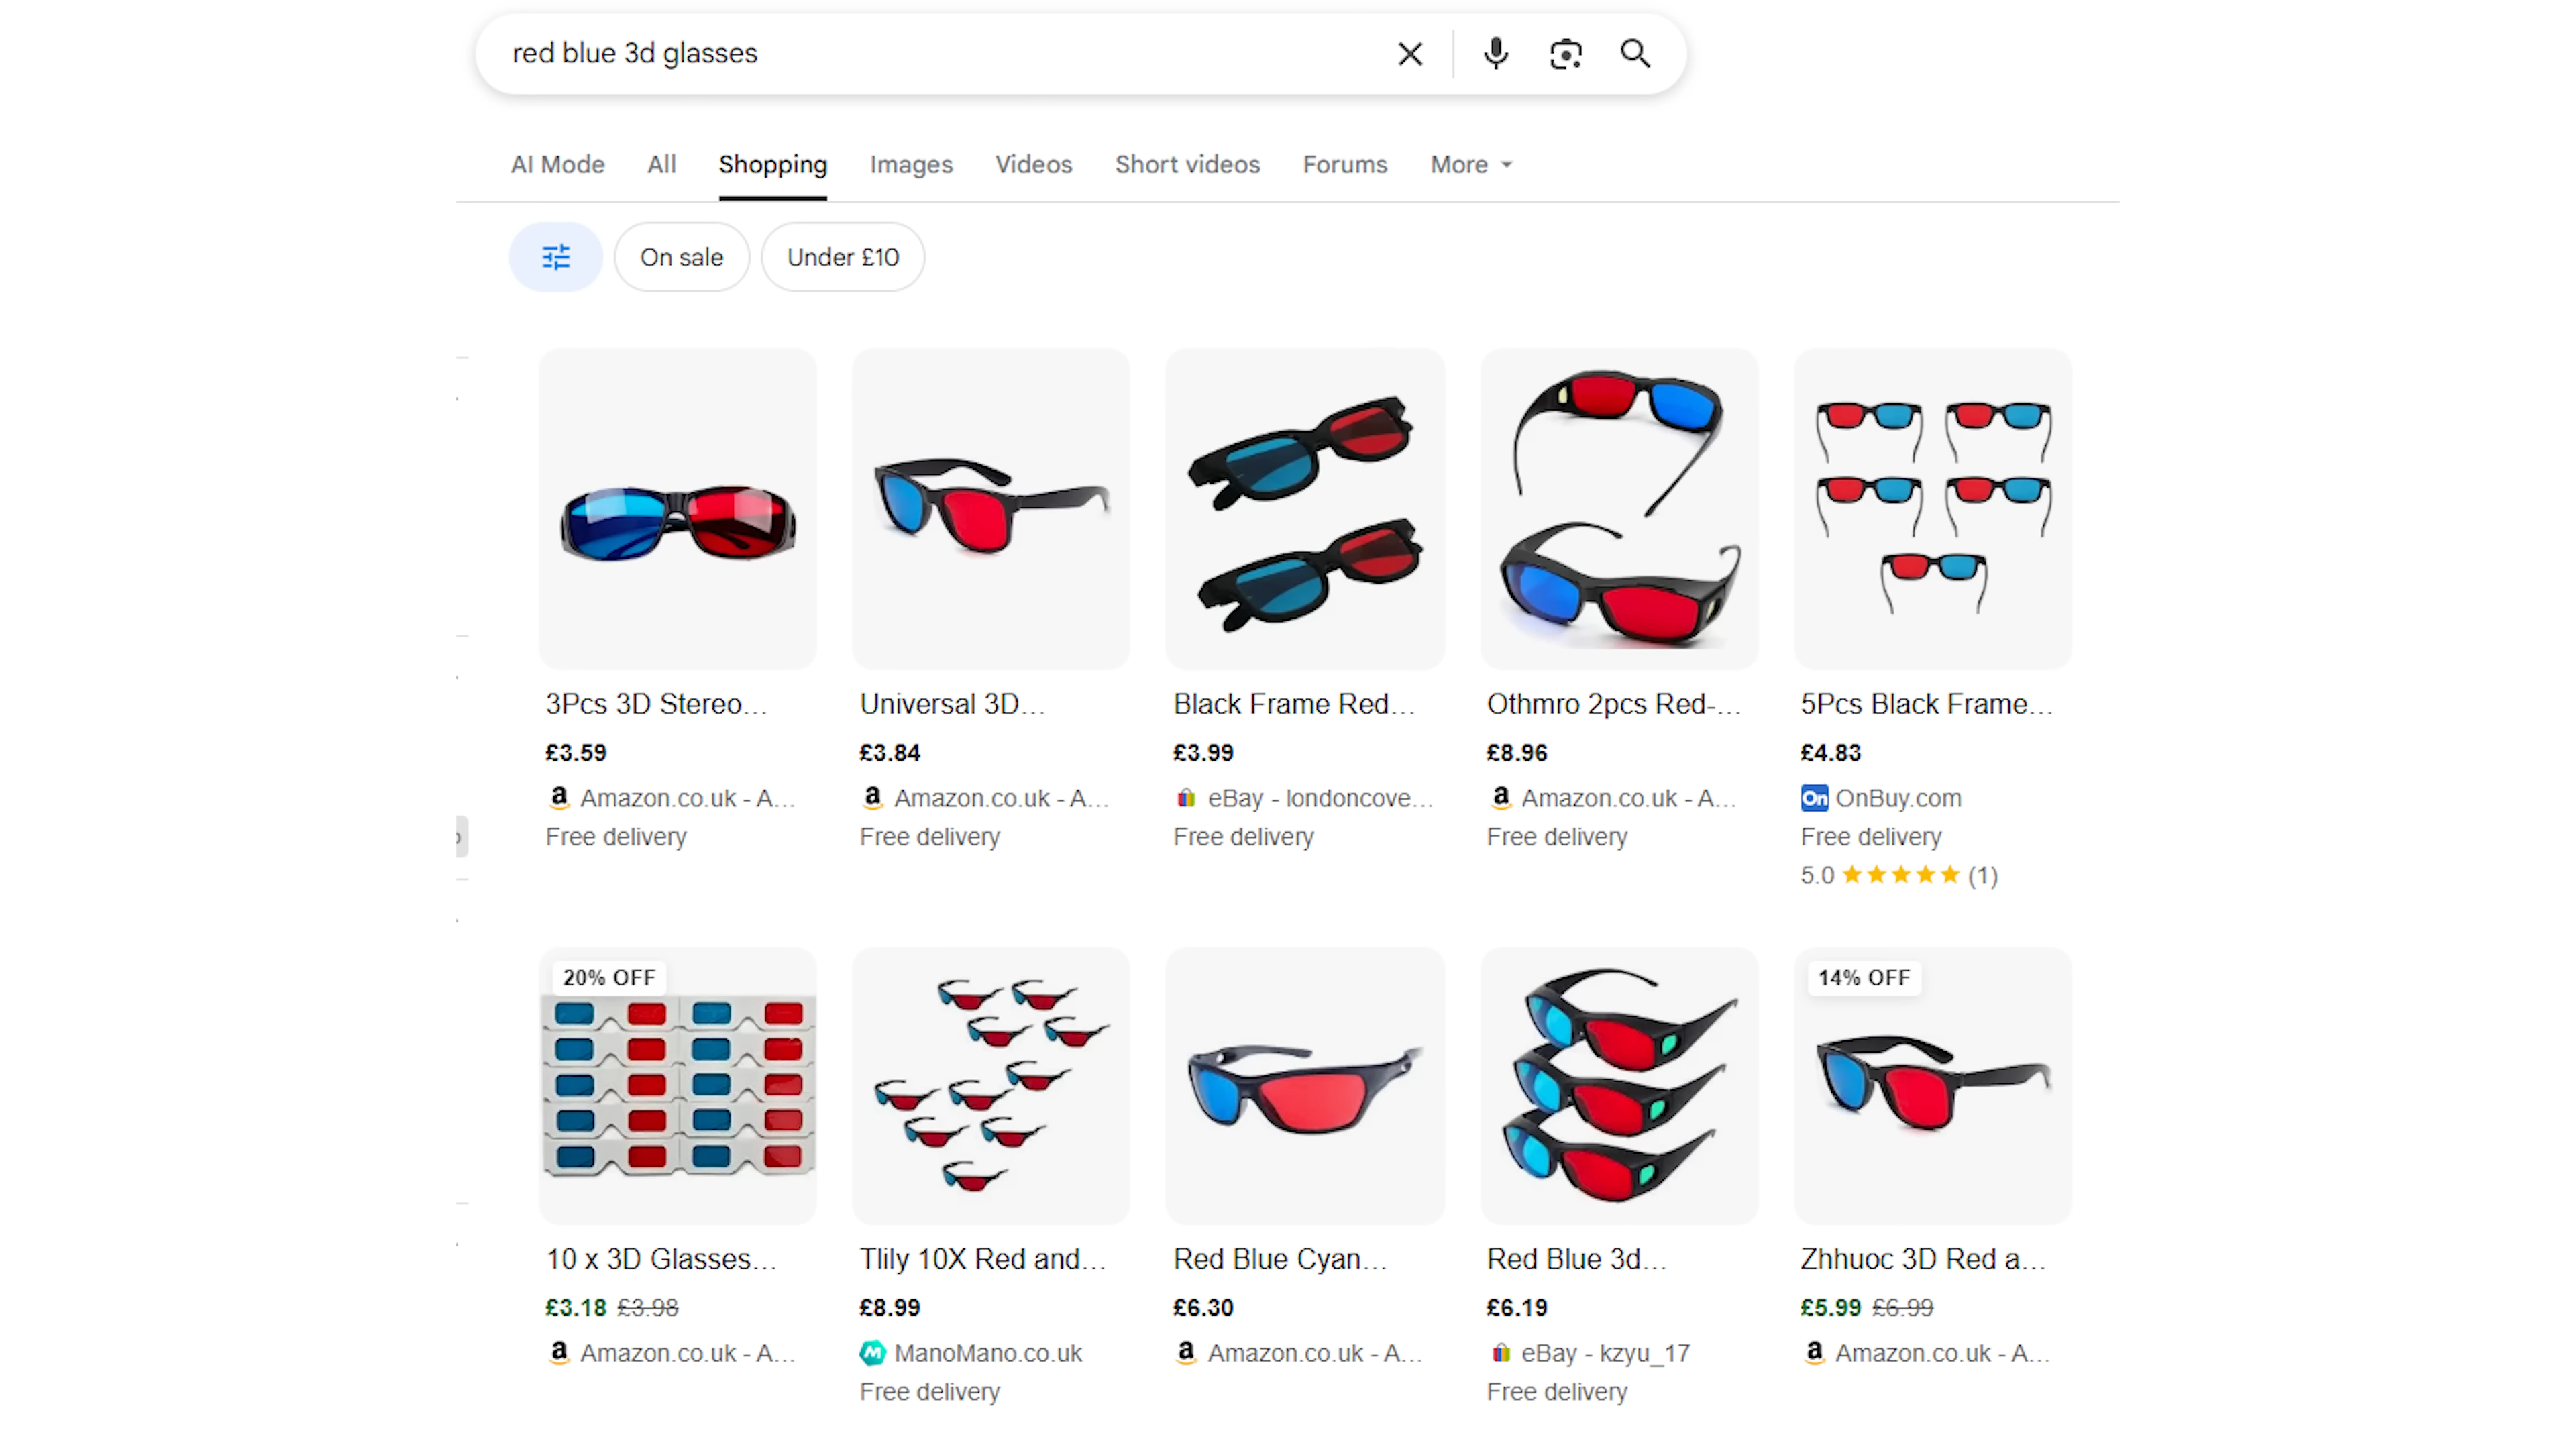 red blue 3d glasses
AI Mode All Shopping Images Videos Short videos Forums More
On sale Under £10
3Pcs 3D Stereo...
£3.59
Amazon.co.uk - A...
Free delivery
Universal 3D...
£3.84
Amazon.co.uk - A...
Free delivery
Black Frame Red...
£3.99
eBay - londoncove...
Free delivery
Othmro 2pcs Red-...
£8.96
Amazon.co.uk - A...
Free delivery
5Pcs Black Frame...
£4.83
On OnBuy.com
Free delivery
5.0 ★★★★★ (1)
20% OFF
10 x 3D Glasses...
£3.18 £3.98
Amazon.co.uk - A...
Tlily 10X Red and...
£8.99
ManoMano.co.uk
Free delivery
Red Blue Cyan...
£6.30
Amazon.co.uk - A...
Red Blue 3d...
£6.19
eBay - kzyu_17
Free delivery
14% OFF
Zhhuoc 3D Red a...
£5.99 £6.99
Amazon.co.uk - A...